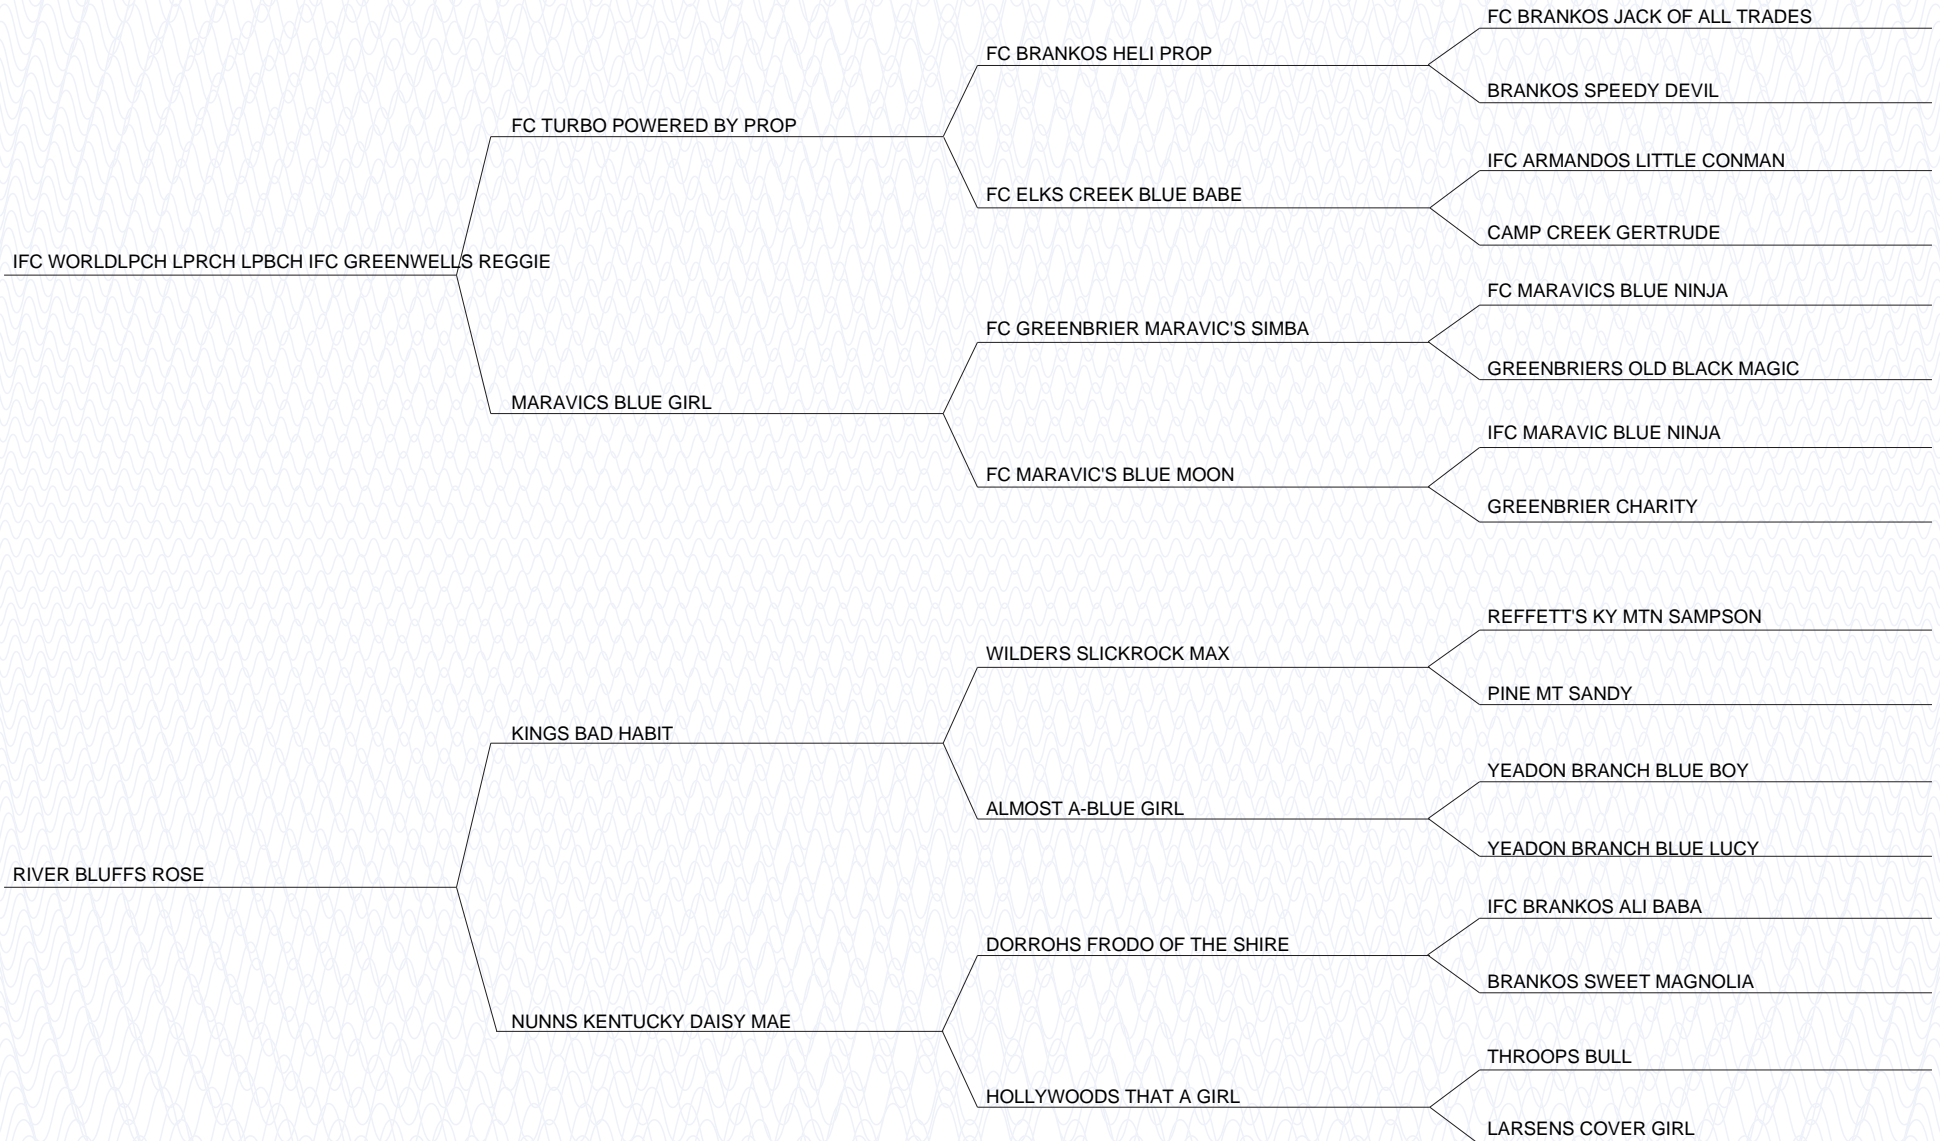 FC BRANKOS JACK OF ALL TRADES
FC BRANKOS HELI PROP
BRANKOS SPEEDY DEVIL
FC TURBO POWERED BY PROP
IFC ARMANDOS LITTLE CONMAN
FC ELKS CREEK BLUE BABE
CAMP CREEK GERTRUDE
IFC WORLDLPCH LPRCH LPBCH IFC GREENWELLS REGGIE
FC MARAVICS BLUE NINJA
FC GREENBRIER MARAVIC'S SIMBA
GREENBRIERS OLD BLACK MAGIC
MARAVICS BLUE GIRL
IFC MARAVIC BLUE NINJA
FC MARAVIC'S BLUE MOON
GREENBRIER CHARITY
REFFETT'S KY MTN SAMPSON
WILDERS SLICKROCK MAX
PINE MT SANDY
KINGS BAD HABIT
YEADON BRANCH BLUE BOY
ALMOST A-BLUE GIRL
YEADON BRANCH BLUE LUCY
RIVER BLUFFS ROSE
IFC BRANKOS ALI BABA
DORROHS FRODO OF THE SHIRE
BRANKOS SWEET MAGNOLIA
NUNNS KENTUCKY DAISY MAE
THROOPS BULL
HOLLYWOODS THAT A GIRL
LARSENS COVER GIRL